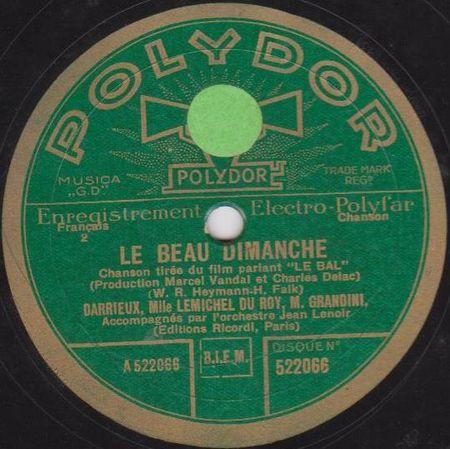 POLYDOR
POLYDOR
MUSICA
„G.D"
TRADE MARK
REGD
Enregistrement Electro-Polyfar
Français
2
Chanson
LE BEAU DIMANCHE
Chanson tirée du film parlant "LE BAL"
(Production Marcel Vandal et Charles Delac)
(W. R. Heymann-H. Falk)
DARRIEUX, Mlle LEMICHEL DU ROY, M. GRANDINI,
Accompagnés par l'orchestre Jean Lenoir
(Editions Ricordi, Paris)
A 522066
B.I.E.M.
DISQUE No
522066